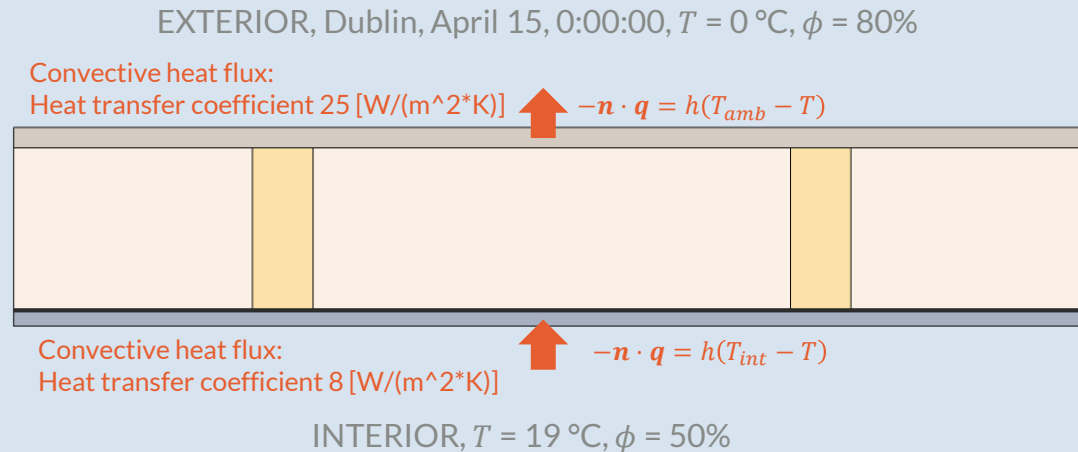 EXTERIOR, Dublin, April 15, 0:00:00, T = 0 °C, ϕ = 80%
Convective heat flux:
Heat transfer coefficient 25 [W/(m^2*K)]
−n · q = h(T_amb − T)
Convective heat flux:
Heat transfer coefficient 8 [W/(m^2*K)]
−n · q = h(T_int − T)
INTERIOR, T = 19 °C, ϕ = 50%